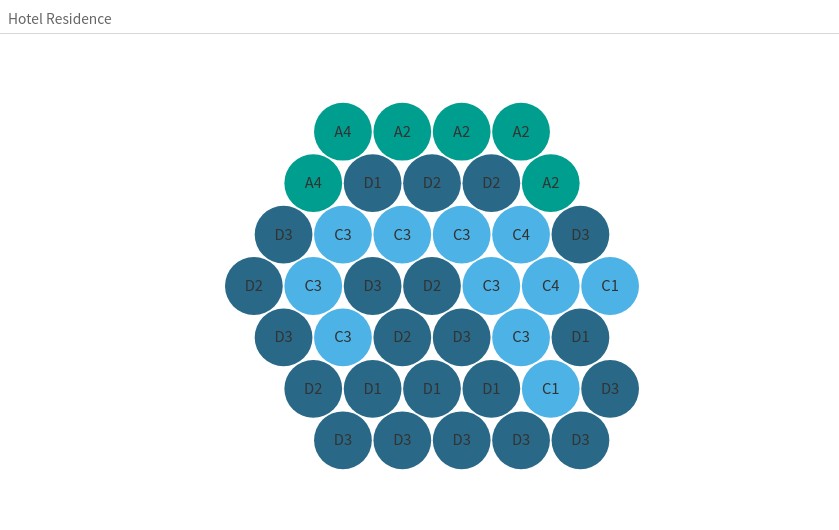 Hotel Residence
A4 A2 A2 A2
A4 D1 D2 D2 A2
D3 C3 C3 C3 C4 D3
D2 C3 D3 D2 C3 C4 C1
D3 C3 D2 D3 C3 D1
D2 D1 D1 D1 C1 D3
D3 D3 D3 D3 D3